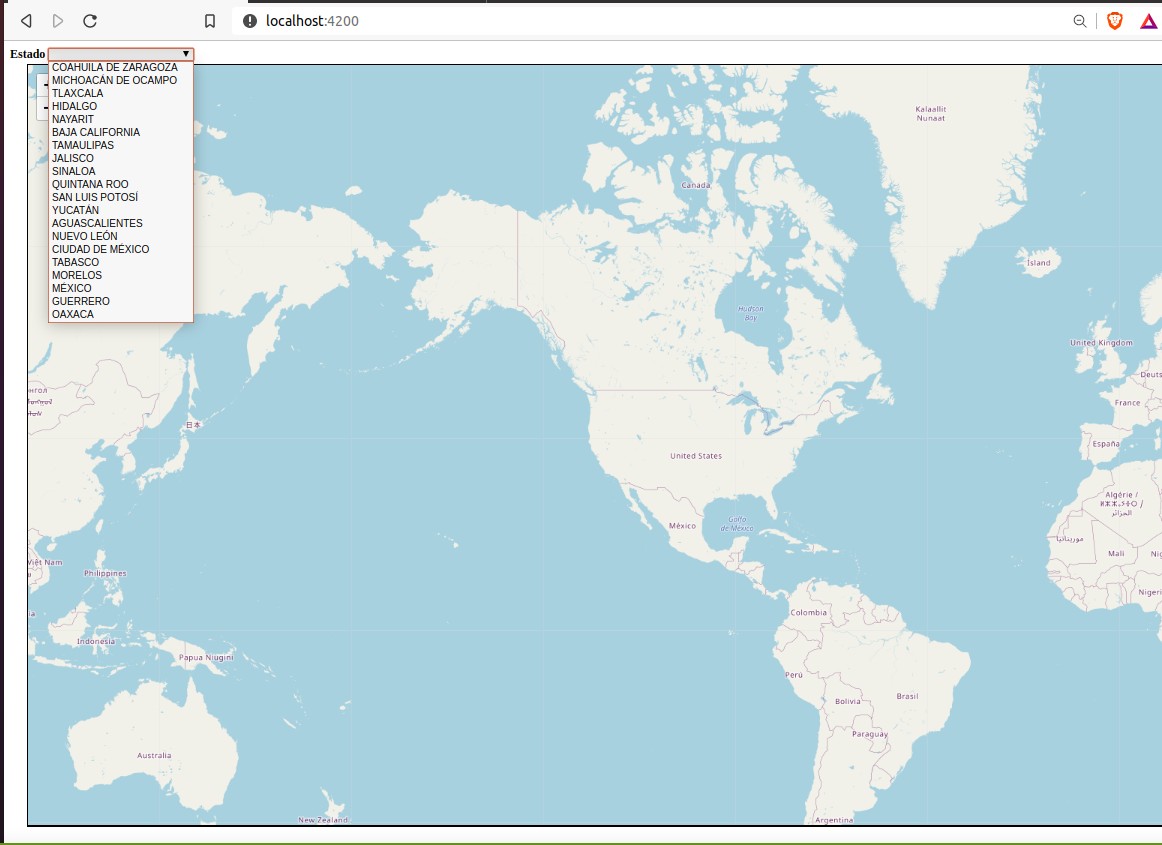 localhost:4200
Estado
COAHUILA DE ZARAGOZA
MICHOACÁN DE OCAMPO
TLAXCALA
HIDALGO
NAYARIT
BAJA CALIFORNIA
TAMAULIPAS
JALISCO
SINALOA
QUINTANA ROO
SAN LUIS POTOSÍ
YUCATÁN
AGUASCALIENTES
NUEVO LEÓN
CIUDAD DE MÉXICO
TABASCO
MORELOS
MÉXICO
GUERRERO
OAXACA
Kalaallit
Nunaat
Canada
Ísland
Hudson
Bay
United Kingdom
Deuts
France
日本
España
United States
Algérie /
الجزائر
México
Golfo
de México
موريتانيا
Mali
Nig
Việt Nam
Philippines
Nigeri
ia
Colombia
Indonesia
Papua Niugini
Perú
Brasil
Bolivia
Paraguay
Australia
New Zealand
Argentina